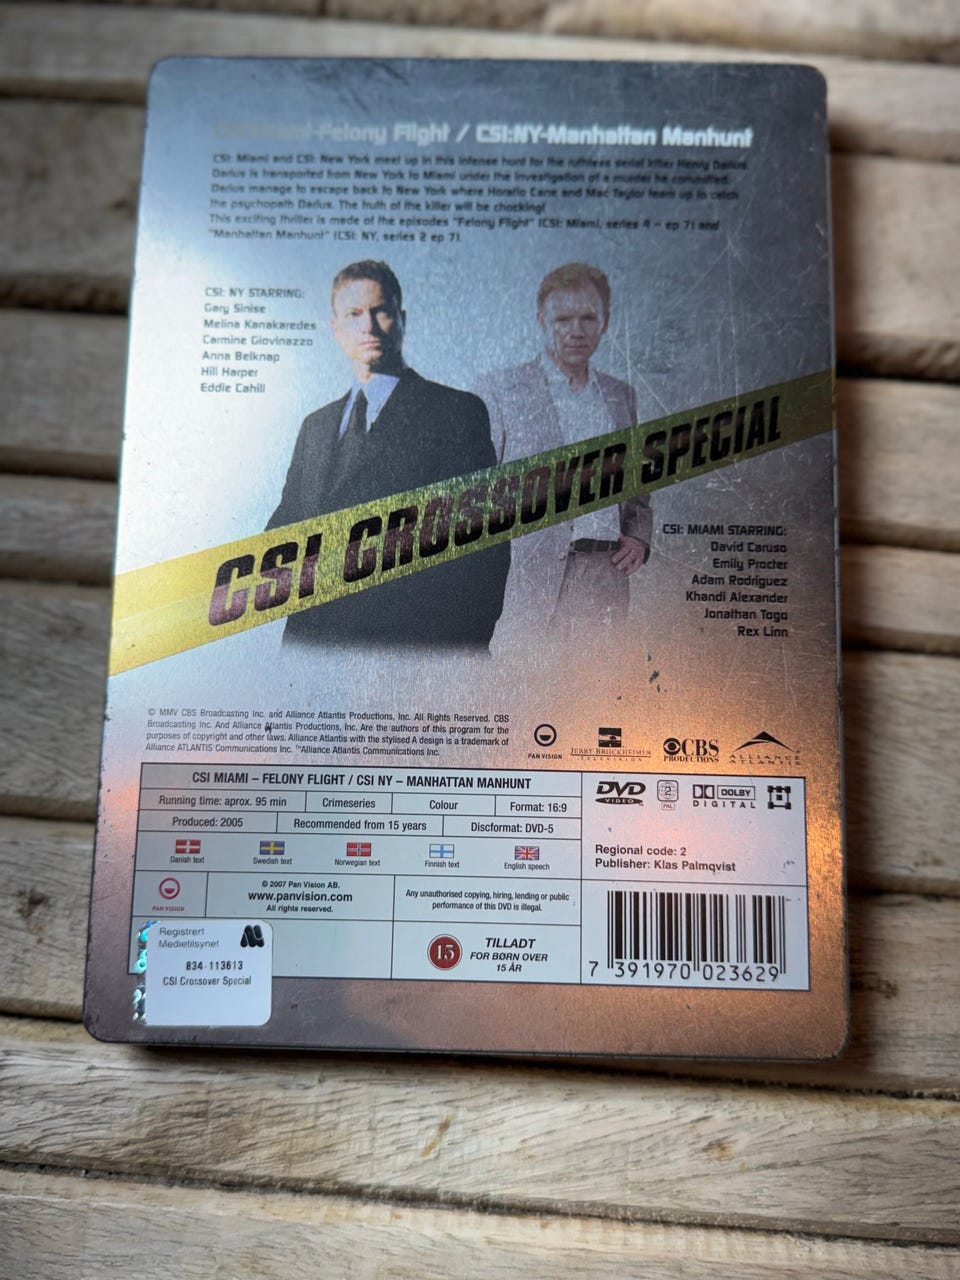 CSI:Miami-Felony Flight / CSI:NY-Manhattan Manhunt
CSI: Miami and CSI: New York meet up in this intense hunt for the ruthless serial killer Henry Darius.
Darius is transported from New York to Miami under the investigation of a murder he committed.
Darius manage to escape back to New York where Horatio Cane and Mac Taylor team up to catch
the psychopath Darius. The truth of the killer will be chocking!
This exciting thriller is made of the episodes "Felony Flight" (CSI: Miami, series 4 - ep 7) and
"Manhattan Manhunt" (CSI: NY, series 2 ep 7).
CSI: NY STARRING:
Gary Sinise
Melina Kanakaredes
Carmine Giovinazzo
Anna Belknap
Hill Harper
Eddie Cahill
CSI CROSSOVER SPECIAL
CSI: MIAMI STARRING:
David Caruso
Emily Procter
Adam Rodriguez
Khandi Alexander
Jonathan Togo
Rex Linn
© MMV CBS Broadcasting Inc. and Alliance Atlantis Productions, Inc. All Rights Reserved. CBS
Broadcasting Inc. And Alliance Atlantis Productions, Inc. Are the authors of this program for the
purposes of copyright and other laws. Alliance Atlantis with the stylised A design is a trademark of
Alliance ATLANTIS Communications Inc. ™Alliance Atlantis Communications Inc.
PAN VISION
JERRY BRUCKHEIMER
TELEVISION
CBS
PRODUCTIONS
ALLIANCE
ATLANTIS
CSI MIAMI – FELONY FLIGHT / CSI NY – MANHATTAN MANHUNT
Running time: aprox. 95 min
Crimeseries
Colour
Format: 16:9
Produced: 2005
Recommended from 15 years
Discformat: DVD-5
Danish text
Swedish text
Norwegian text
Finnish text
English speech
DVD
VIDEO
2
PAL
DOLBY
DIGITAL
Regional code: 2
Publisher: Klas Palmqvist
PAN VISION
© 2007 Pan Vision AB.
www.panvision.com
All rights reserved.
Any unauthorised copying, hiring, lending or public
performance of this DVD is illegal.
15
TILLADT
FOR BØRN OVER
15 ÅR
7 391970 023629
Registrert
Medietilsynet
834-113613
CSI Crossover Special